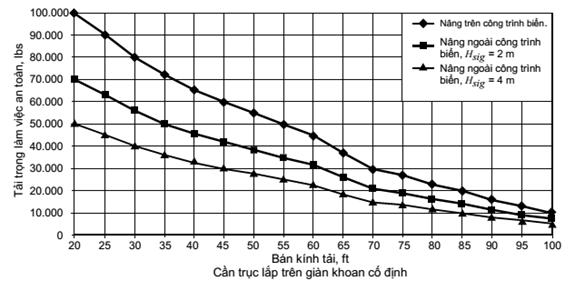 Tải trọng làm việc an toàn, lbs
100.000
90.000
80.000
70.000
60.000
50.000
40.000
30.000
20.000
10.000
0
Nâng trên công trình biển.
Nâng ngoài công trình
biển, Hsig = 2 m
Nâng ngoài công trình
biển, Hsig = 4 m
20 25 30 35 40 45 50 55 60 65 70 75 80 85 90 95 100
Bán kính tải, ft
Cần trục lắp trên giàn khoan cố định